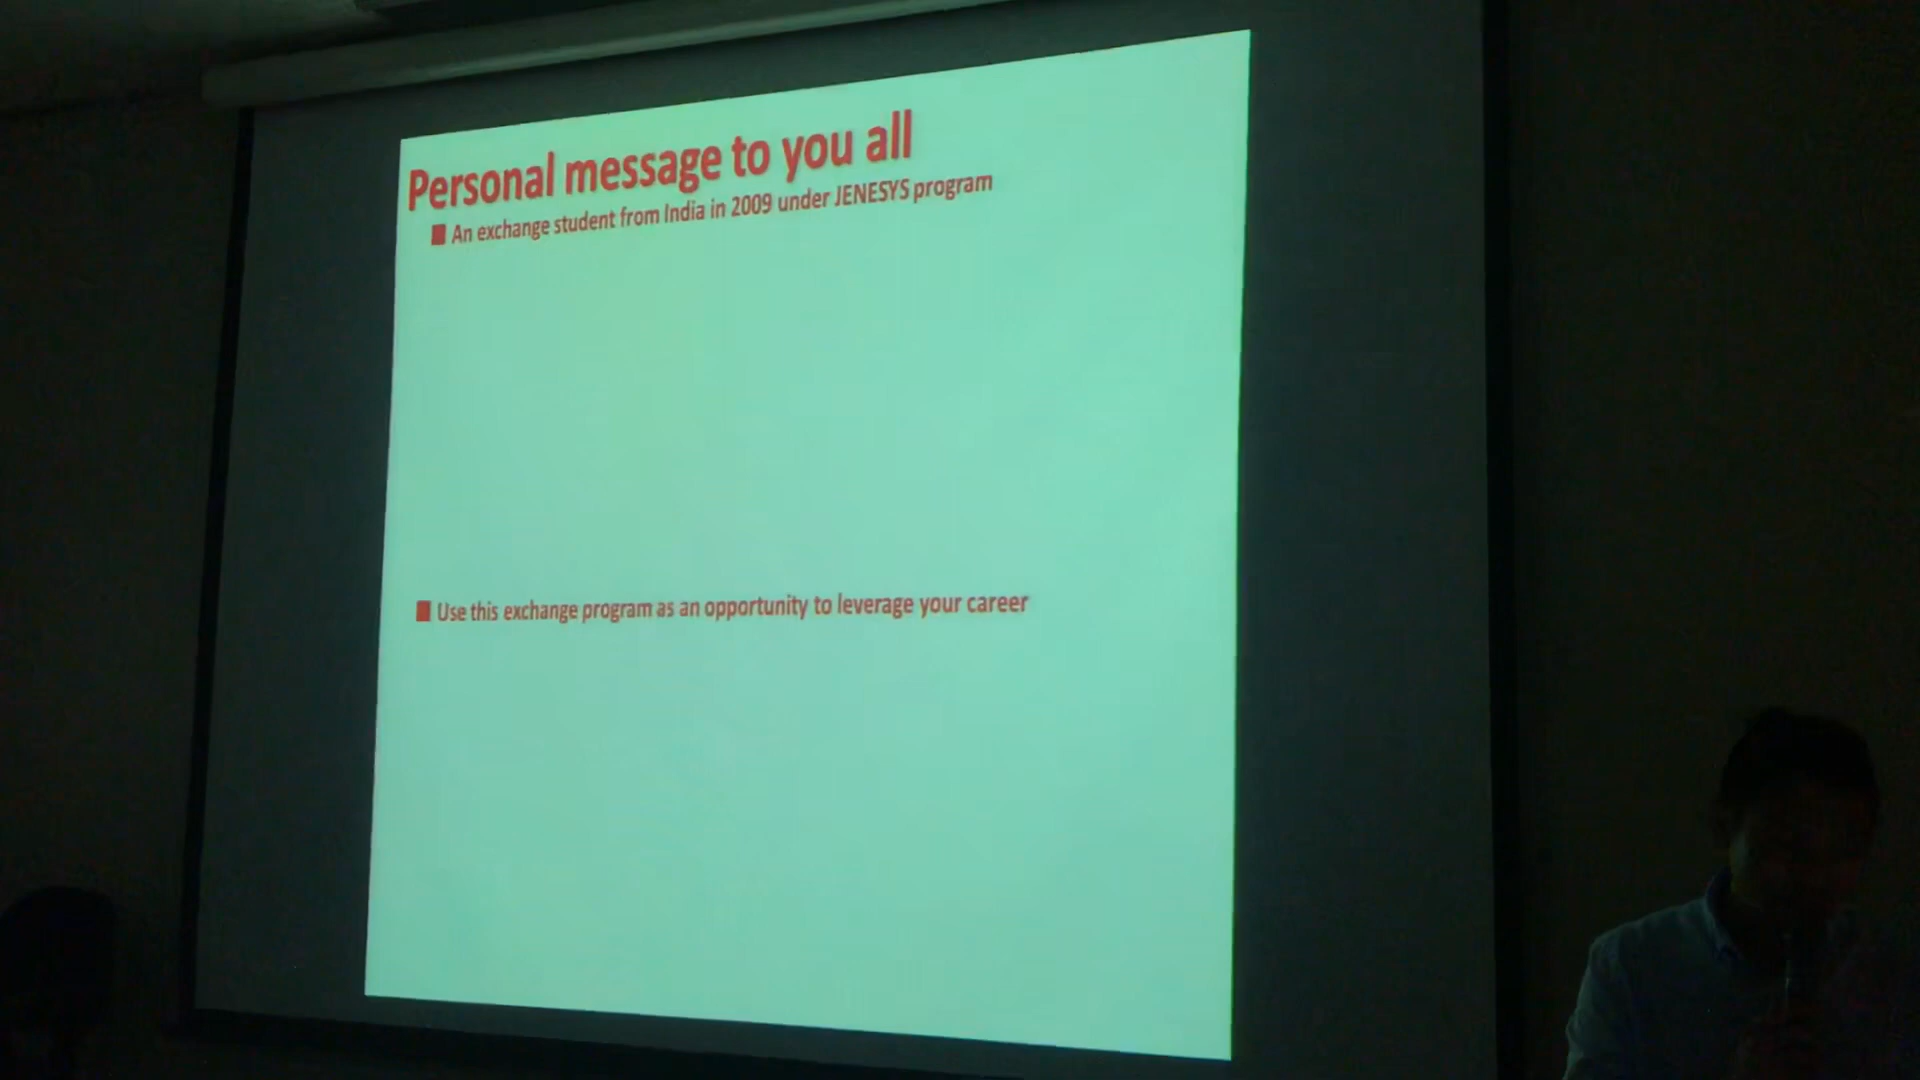 Personal message to you all
■ An exchange student from India in 2009 under JENESYS program
■ Use this exchange program as an opportunity to leverage your career